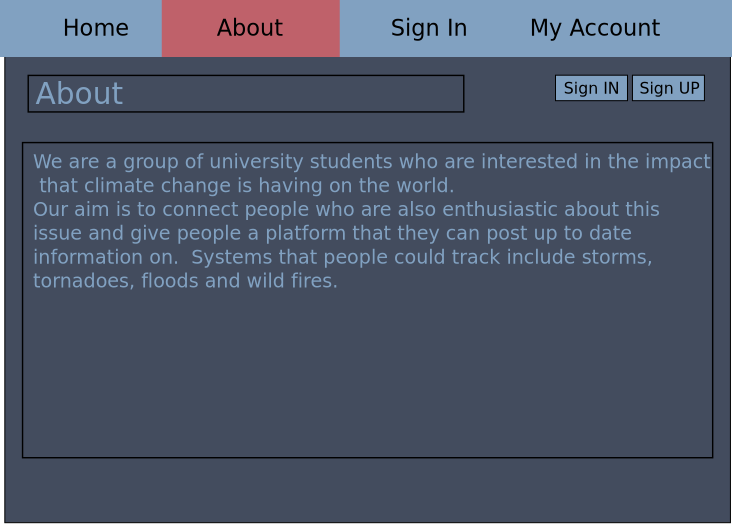 Home About Sign In My Account
About Sign IN Sign UP
We are a group of university students who are interested in the impact
that climate change is having on the world.
Our aim is to connect people who are also enthusiastic about this
issue and give people a platform that they can post up to date
information on.  Systems that people could track include storms,
tornadoes, floods and wild fires.